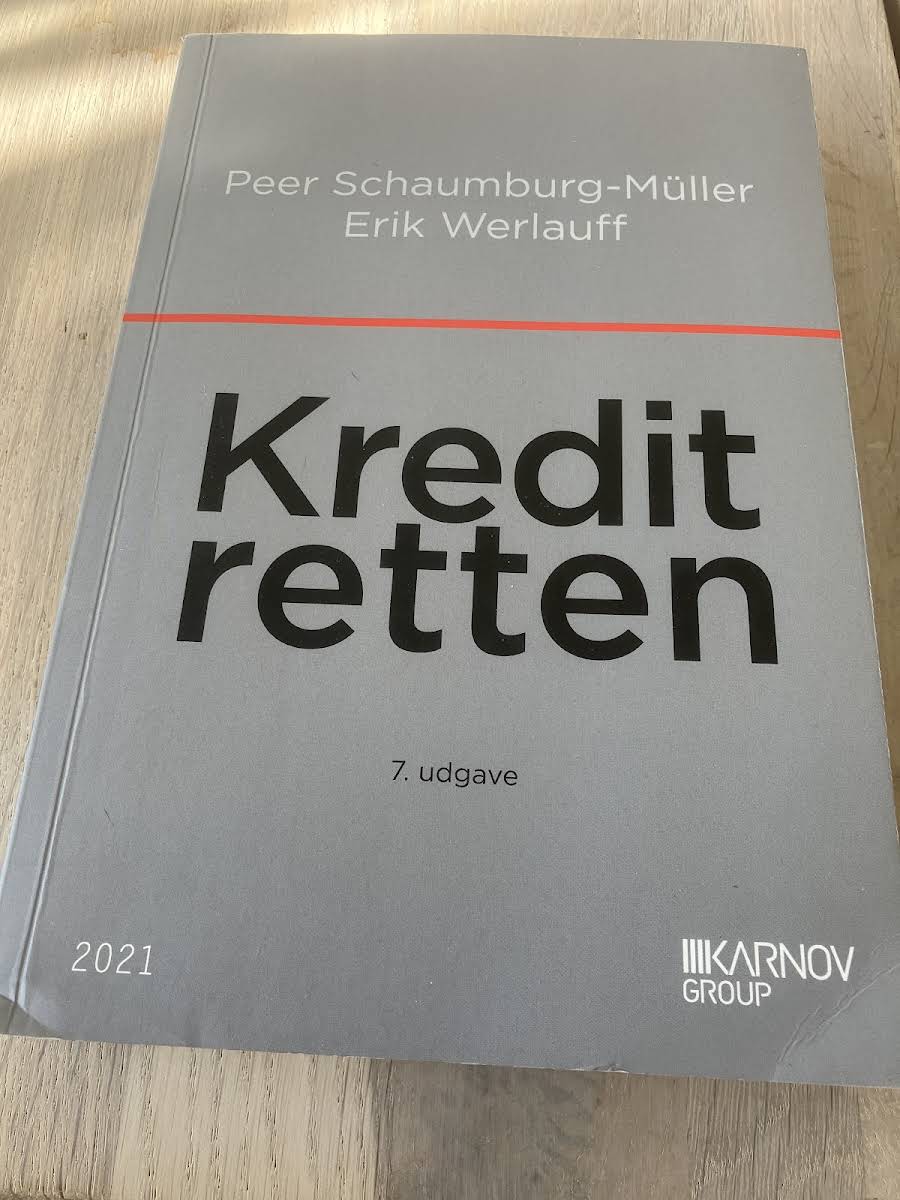 Peer Schaumburg-Müller
Erik Werlauff
Kredit
retten
7. udgave
2021
KARNOV
GROUP